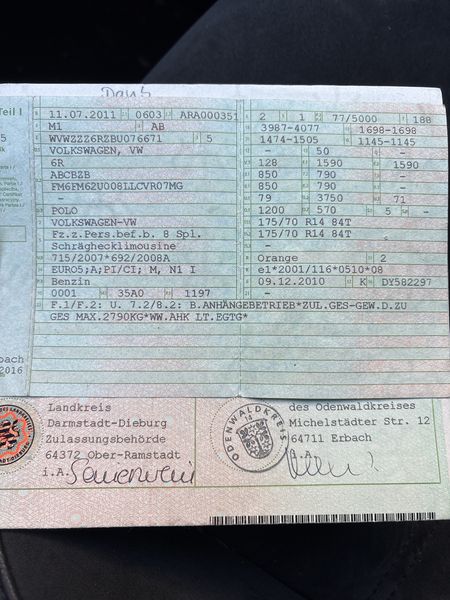 Teil I
11.07.2011 0603 ARA000351 2 1 77/5000 188
M1 AB 3987-4077 1698-1698
WVWZZZ6RZBU076671 5 1474-1505 1145-1145
VOLKSWAGEN, VW - 50 -
6R 128 1590 1590
ABCBZB 850 790 -
FM6FM62U008LLCVR07MG 850 790 -
- 79 3750 71
POLO 1200 570 5 -
VOLKSWAGEN-VW 175/70 R14 84T
Fz.z.Pers.bef.b. 8 Spl. 175/70 R14 84T
Schräghecklimousine -
715/2007*692/2008A Orange 2
EURO5;A;PI/CI; M, N1 I e1*2001/116*0510*08
Benzin 09.12.2010 K DY582297
0001 35A0 1197 -
F.1/F.2: U. 7.2/8.2: B.ANHÄNGEBETRIEB*ZUL.GES-GEW.D.ZU
GES MAX.2790KG*WW.AHK LT.EGTG*
bach
2016
Landkreis
Darmstadt-Dieburg
Zulassungsbehörde
64372 Ober-Ramstadt
i.A.
ODENWALDKREIS
des Odenwaldkreises
Michelstädter Str. 12
64711 Erbach